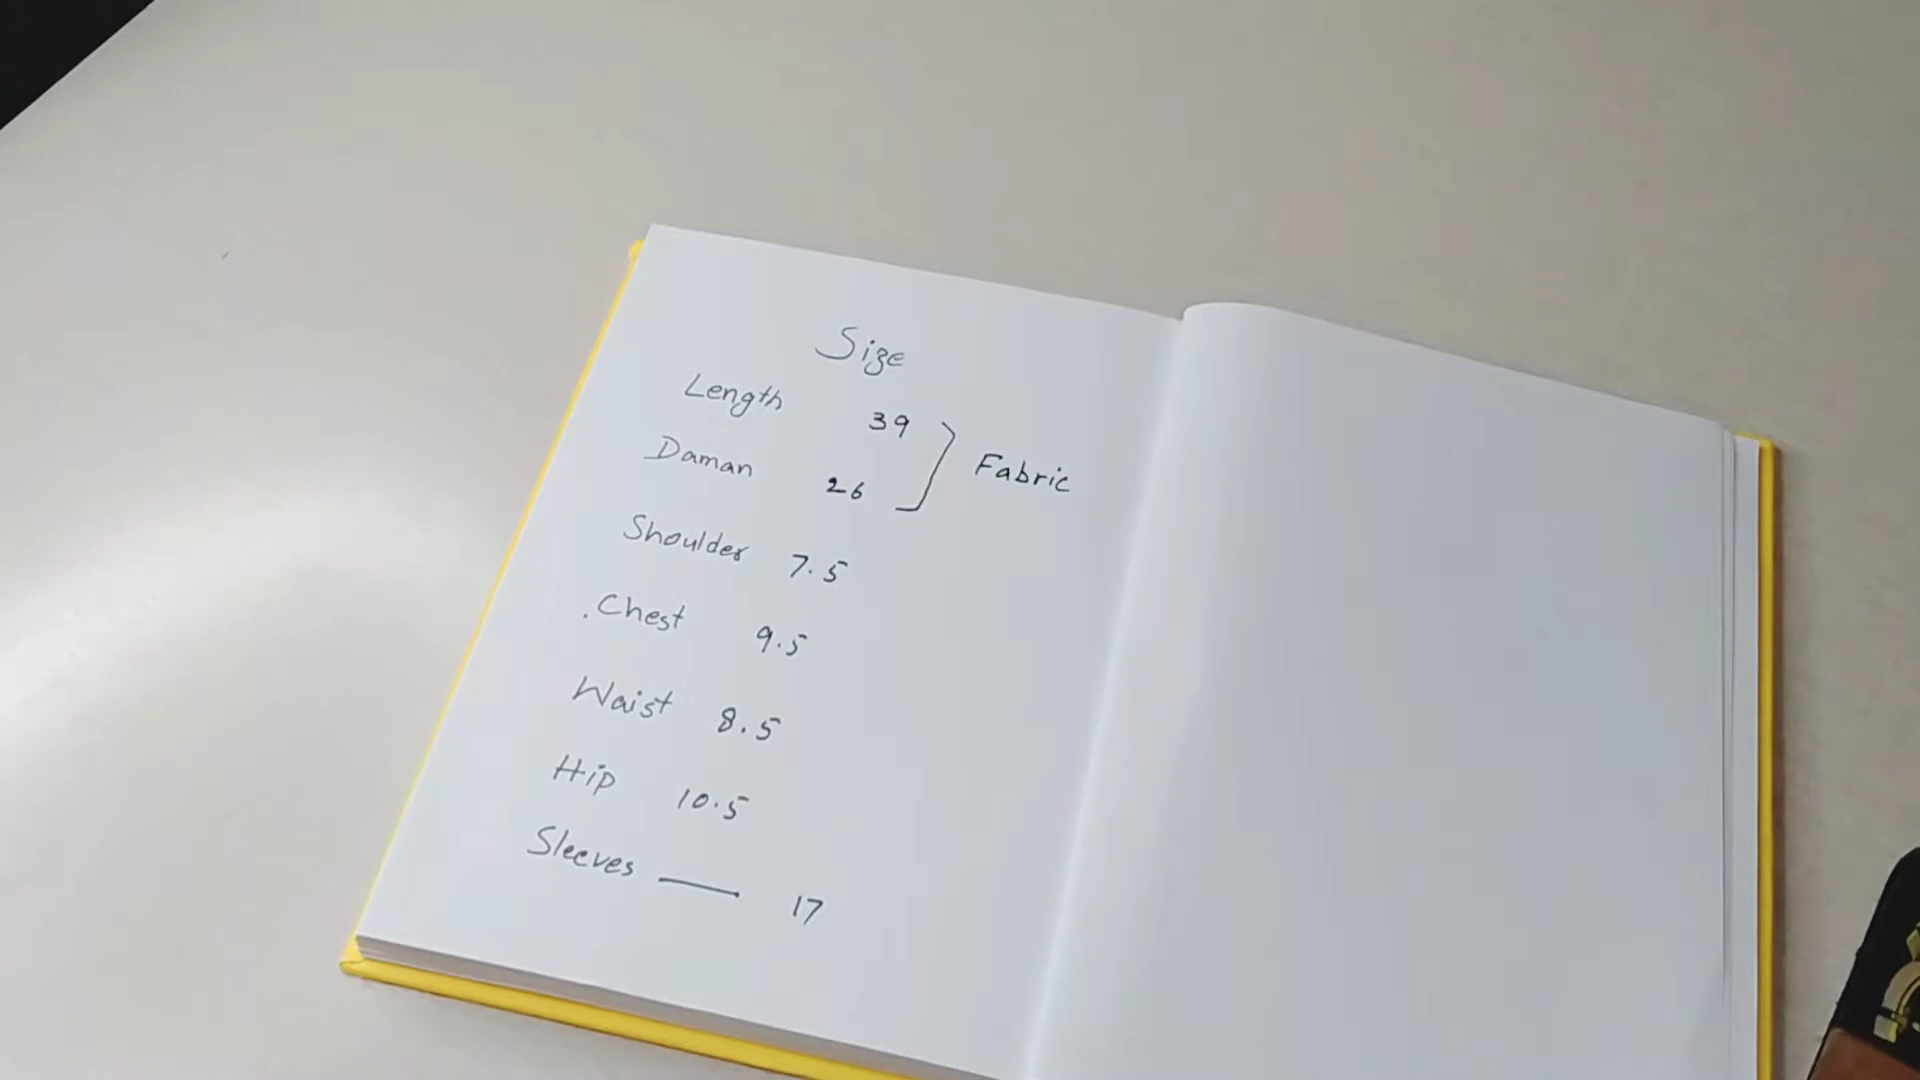 Size
Length 39
Daman 26
Fabric
Shoulder 7.5
.Chest 9.5
Waist 8.5
Hip 10.5
Sleeves — 17